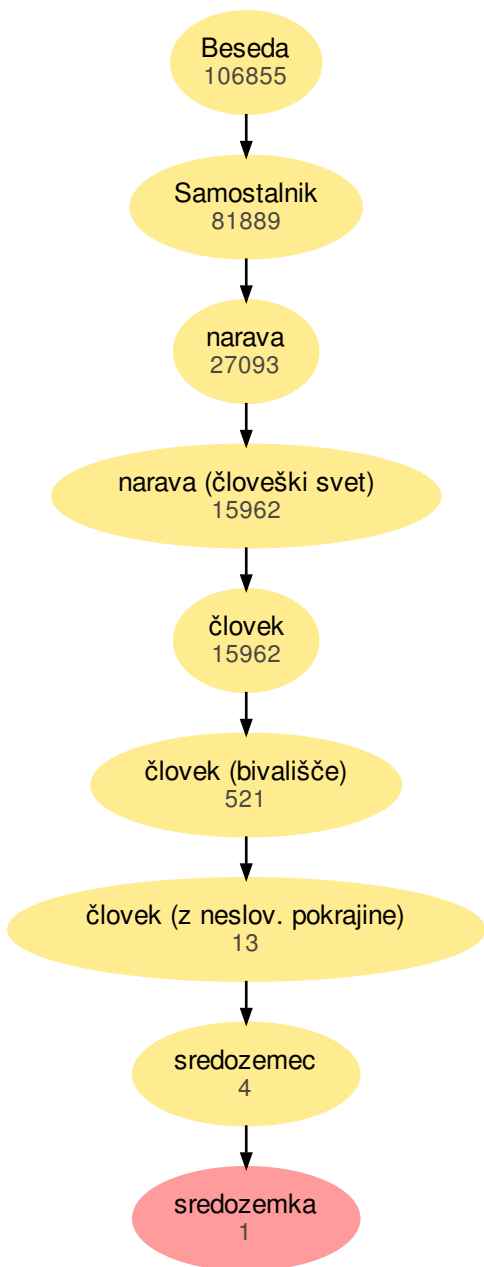 Beseda
106855
Samostalnik
81889
narava
27093
narava (človeški svet)
15962
človek
15962
človek (bivališče)
521
človek (z neslov. pokrajine)
13
sredozemec
4
sredozemka
1